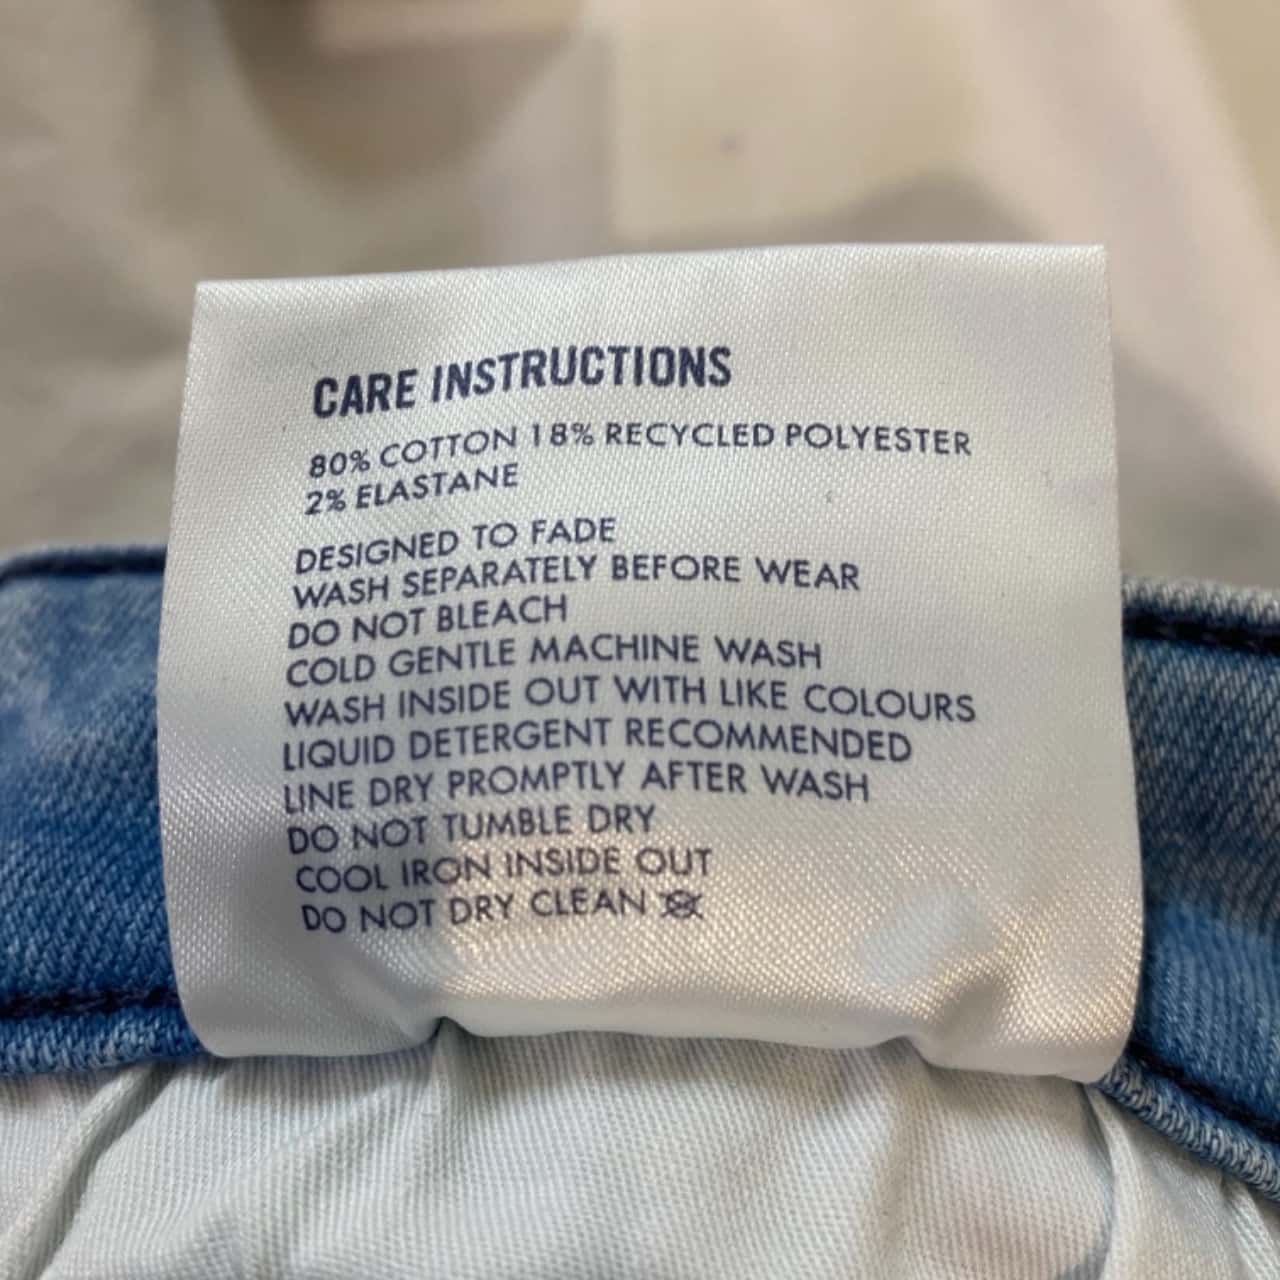 CARE INSTRUCTIONS
80% COTTON 18% RECYCLED POLYESTER
2% ELASTANE
DESIGNED TO FADE
WASH SEPARATELY BEFORE WEAR
DO NOT BLEACH
COLD GENTLE MACHINE WASH
WASH INSIDE OUT WITH LIKE COLOURS
LIQUID DETERGENT RECOMMENDED
LINE DRY PROMPTLY AFTER WASH
DO NOT TUMBLE DRY
COOL IRON INSIDE OUT
DO NOT DRY CLEAN